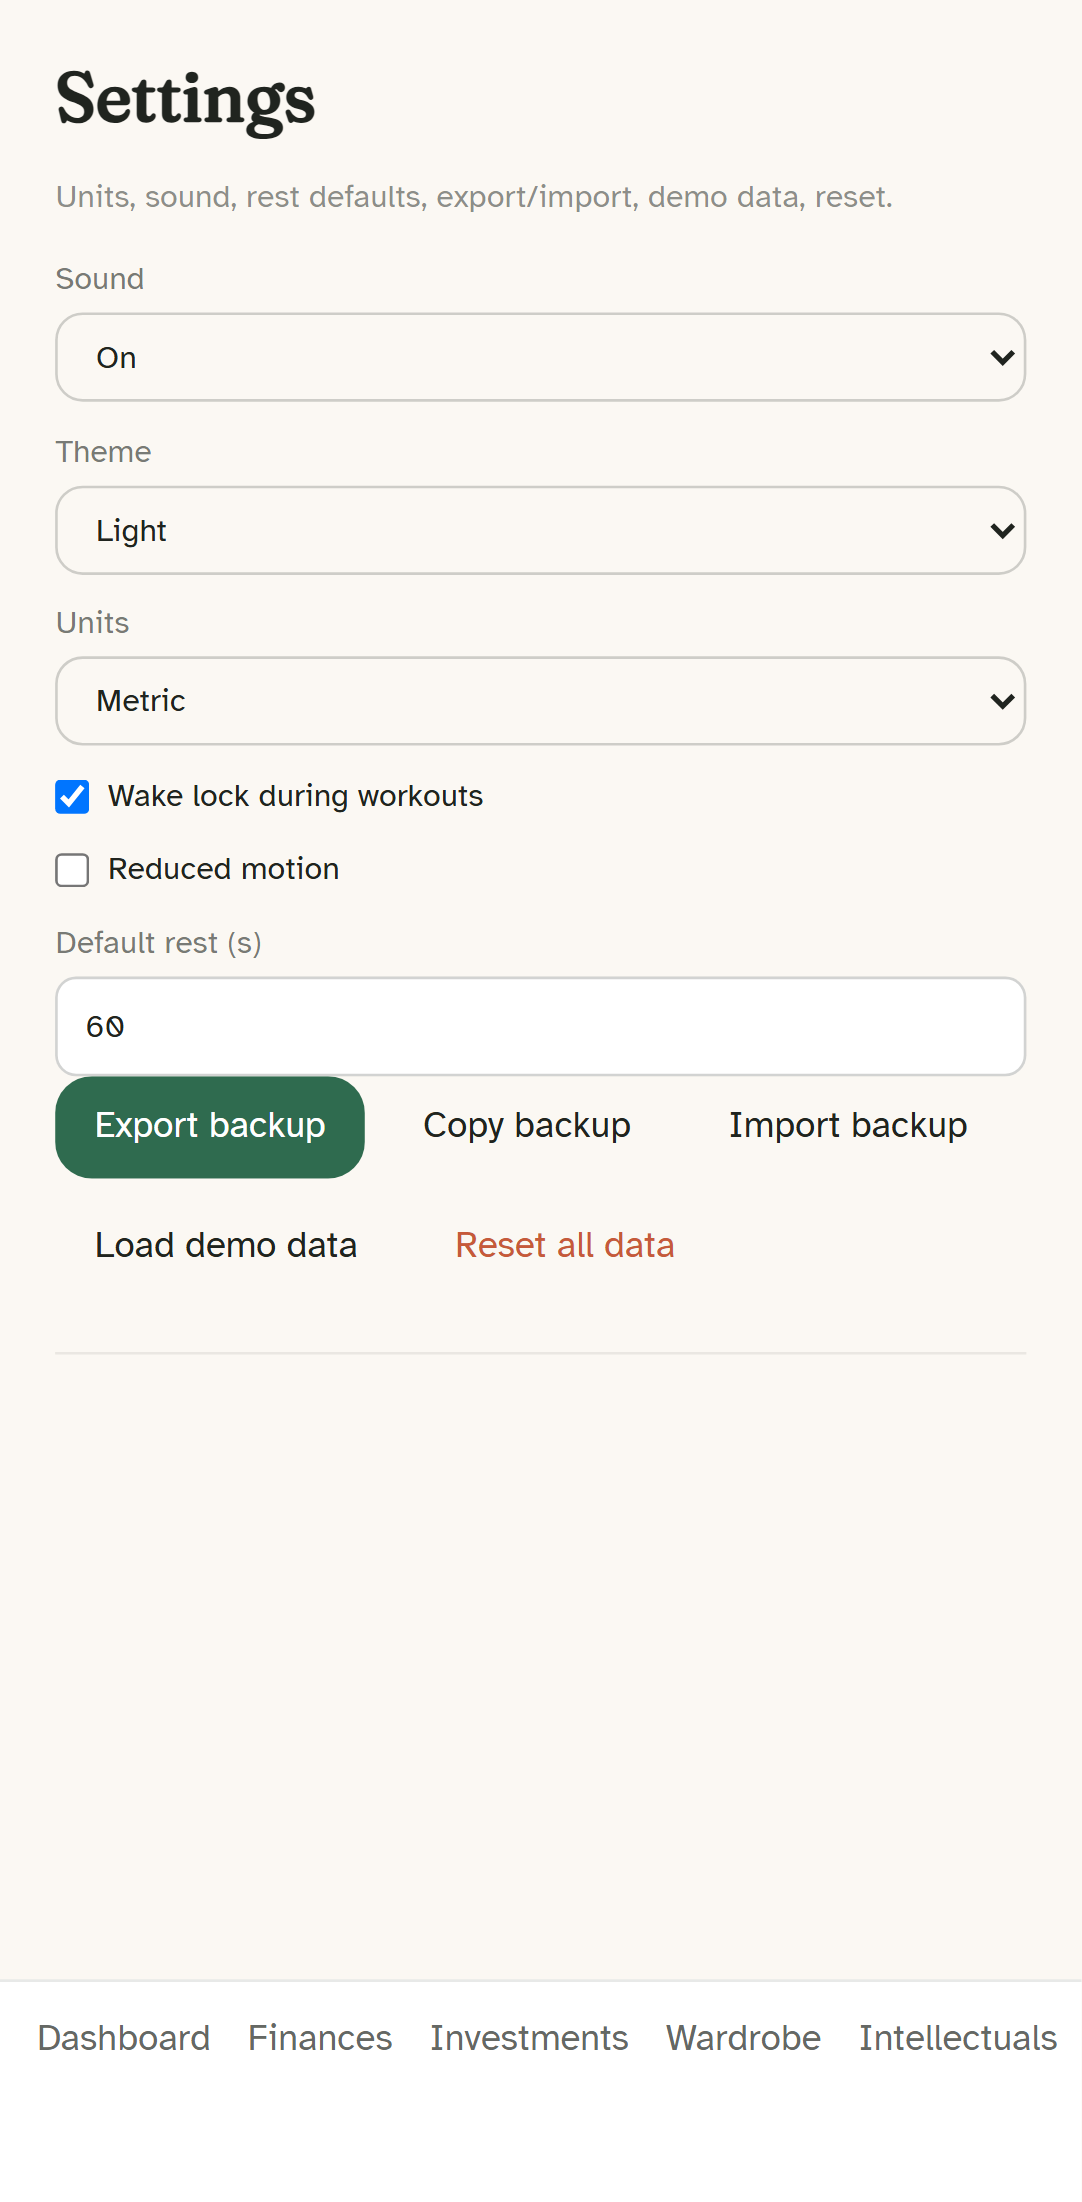 Settings
Units, sound, rest defaults, export/import, demo data, reset.
Sound
On
Theme
Light
Units
Metric
Wake lock during workouts
Reduced motion
Default rest (s)
60
Export backup Copy backup Import backup
Load demo data Reset all data
Dashboard Finances Investments Wardrobe Intellectuals